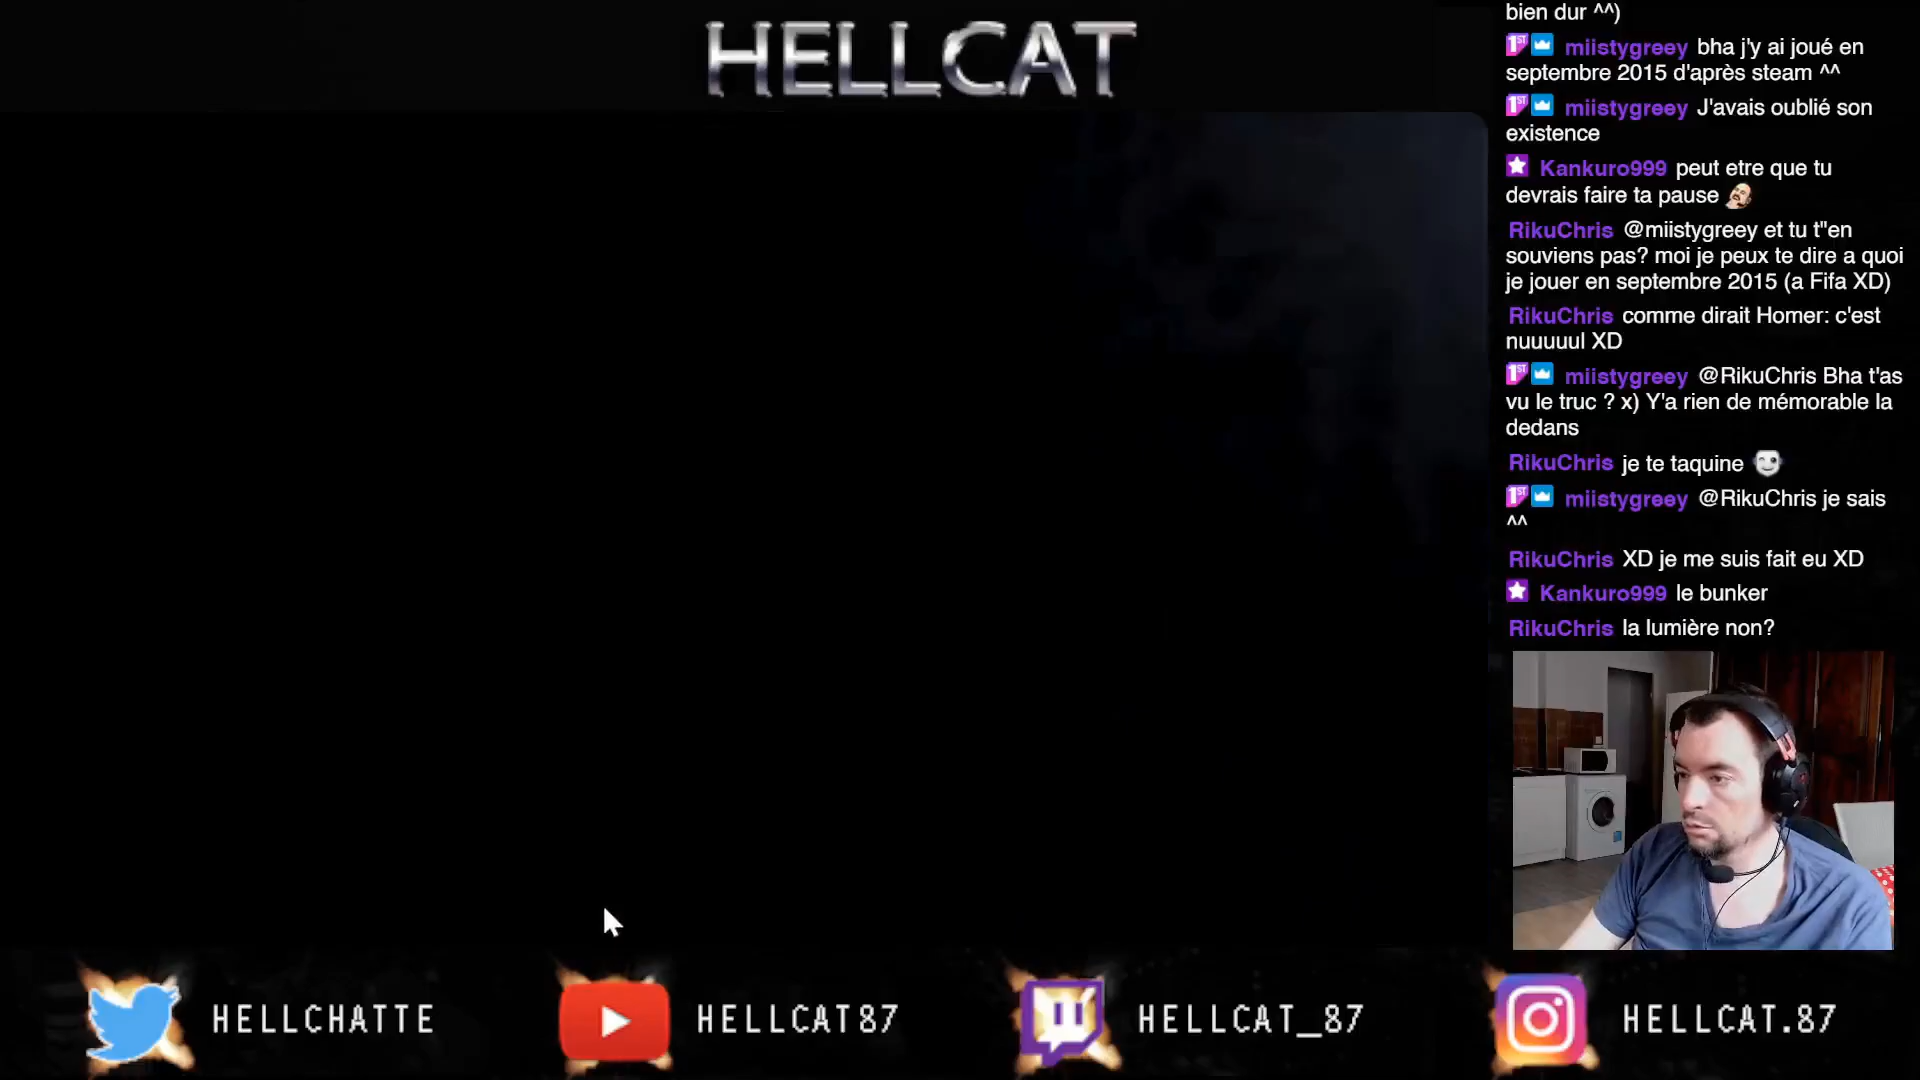 HELLCAT
bien dur ^^)
miistygreey bha j'y ai joué en
septembre 2015 d'après steam ^^
miistygreey J'avais oublié son
existence
Kankuro999 peut etre que tu
devrais faire ta pause
RikuChris @miistygreey et tu t"en
souviens pas? moi je peux te dire a quoi
je jouer en septembre 2015 (a Fifa XD)
RikuChris comme dirait Homer: c'est
nuuuuul XD
miistygreey @RikuChris Bha t'as
vu le truc ? x) Y'a rien de mémorable la
dedans
RikuChris je te taquine
miistygreey @RikuChris je sais
^^
RikuChris XD je me suis fait eu XD
Kankuro999 le bunker
RikuChris la lumière non?
HELLCHATTE
HELLCAT87
HELLCAT_87
HELLCAT.87